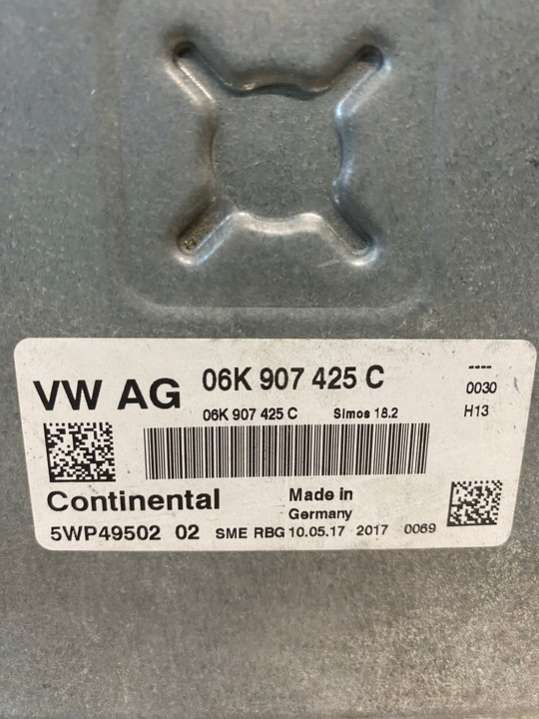 VW AG 06K 907 425 C ----
0030
06K 907 425 C Simos 18.2 H13
Continental Made in
Germany
5WP49502 02 SME RBG 10.05.17 2017 0069